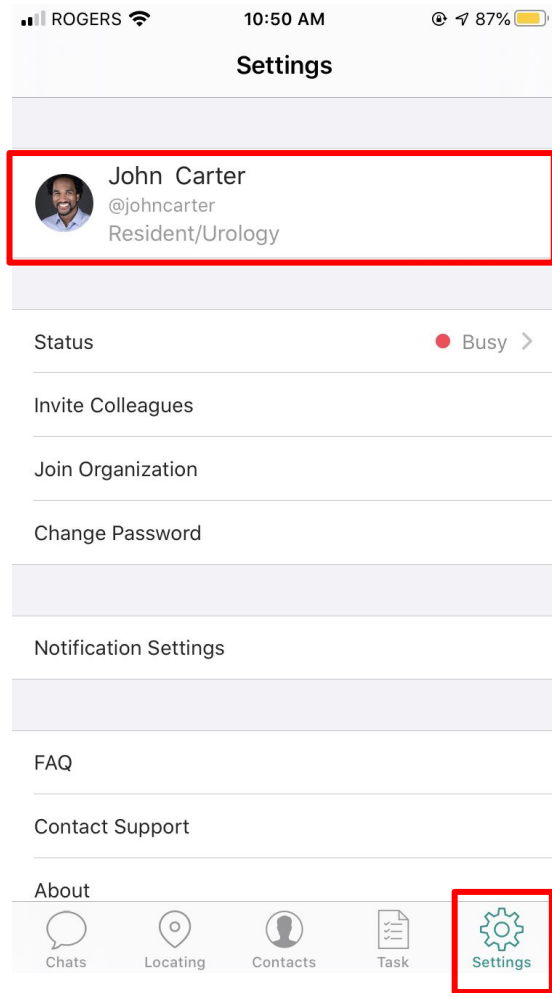 ROGERS 10:50 AM 87%
Settings
John Carter
@johncarter
Resident/Urology
Status Busy
Invite Colleagues
Join Organization
Change Password
Notification Settings
FAQ
Contact Support
About
Chats Locating Contacts Task Settings